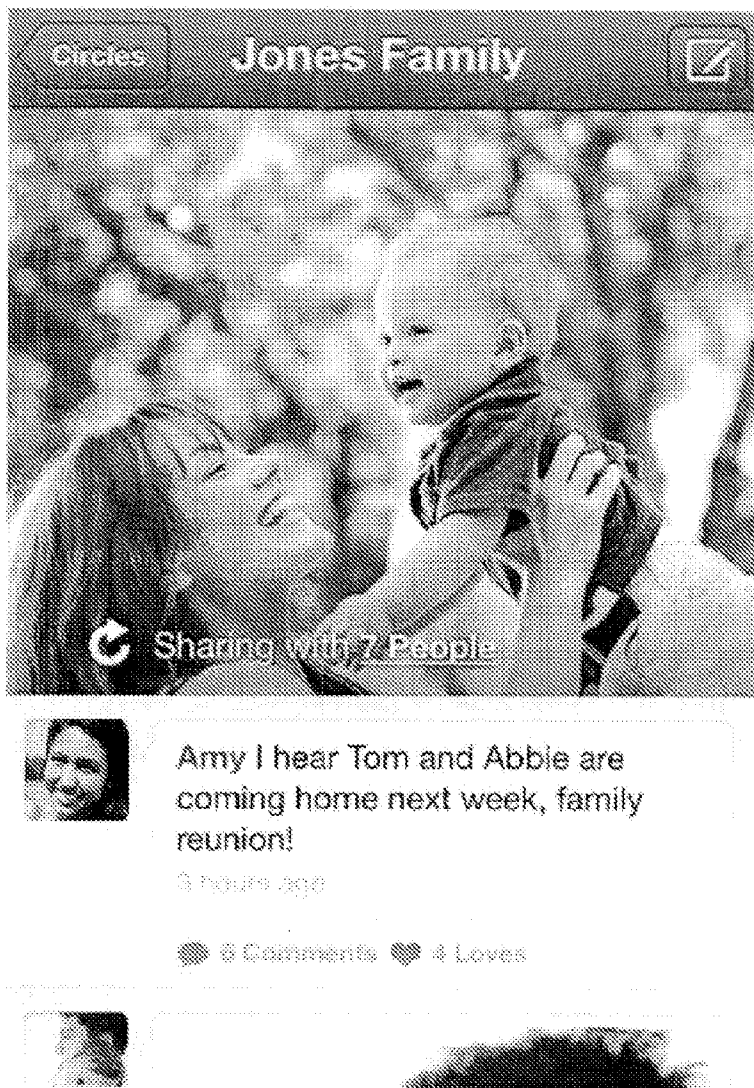 Circles
Jones Family
Sharing with 7 People
Amy I hear Tom and Abbie are
coming home next week, family
reunion!
3 hours ago
6 Comments 4 Loves